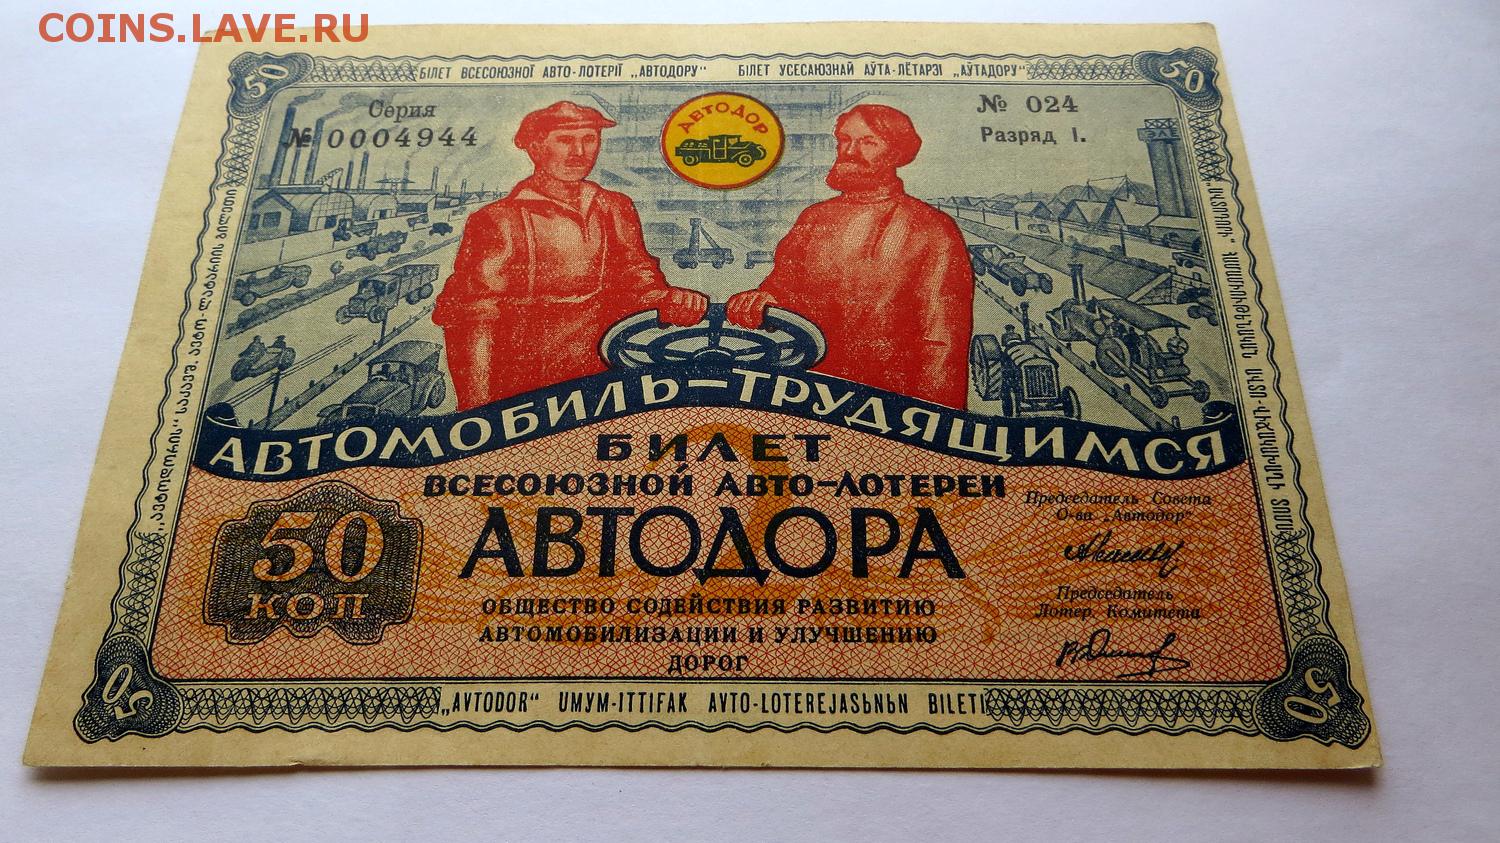 COINS.LAVE.RU
БІЛЕТ ВСЕСОЮЗНОЇ АВТО-ЛОТЕРІЇ „АВТОДОРУ“ БІЛЕТ УСЕСАЮЗНАЙ АЎТА-ЛЁТАРЭІ „АЎТАДОРУ“
50
50
Серия
№ 0004944
АВТОДОР
№ 024
Разряд I.
АВТОМОБИЛЬ–ТРУДЯЩИМСЯ
БИЛЕТ
ВСЕСОЮЗНОЙ АВТО-ЛОТЕРЕИ
АВТОДОРА
50
КОП
ОБЩЕСТВО СОДЕЙСТВИЯ РАЗВИТИЮ
АВТОМОБИЛИЗАЦИИ И УЛУЧШЕНИЮ
ДОРОГ
Председатель Совета
О-ва „Автодор“
Председатель
Лотер. Комитета
50
50
„AVTODOR“ UMYM-ITTIFAK AVTO-LOTEREJASЬNЬN BILETI